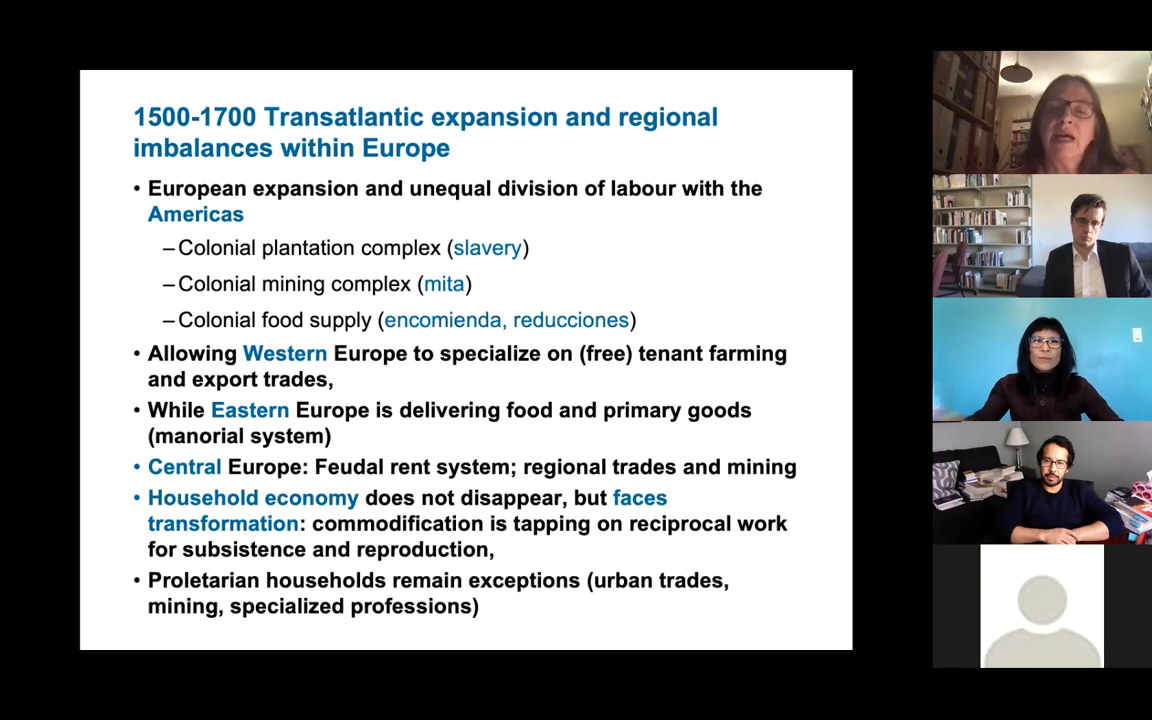 1500-1700 Transatlantic expansion and regional
imbalances within Europe
• European expansion and unequal division of labour with the
Americas
– Colonial plantation complex (slavery)
– Colonial mining complex (mita)
– Colonial food supply (encomienda, reducciones)
• Allowing Western Europe to specialize on (free) tenant farming
and export trades,
• While Eastern Europe is delivering food and primary goods
(manorial system)
• Central Europe: Feudal rent system; regional trades and mining
• Household economy does not disappear, but faces
transformation: commodification is tapping on reciprocal work
for subsistence and reproduction,
• Proletarian households remain exceptions (urban trades,
mining, specialized professions)